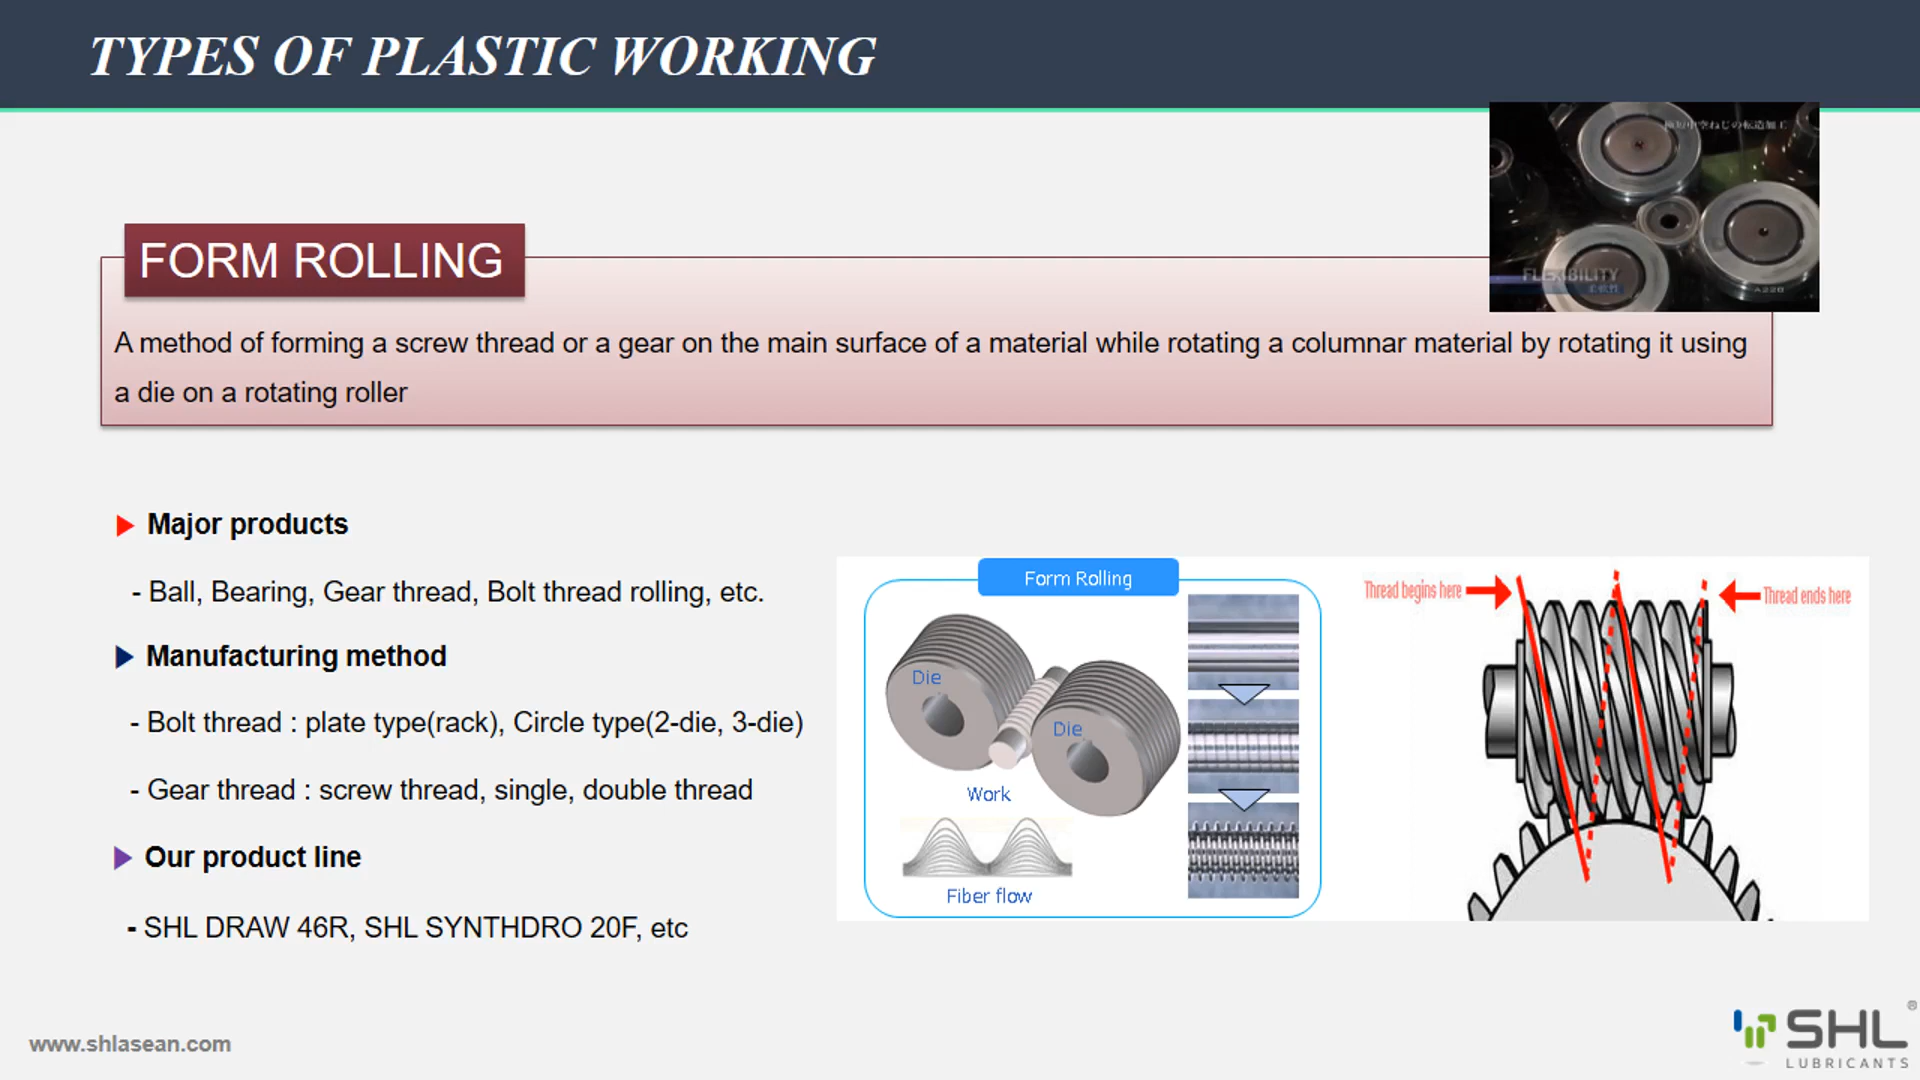 TYPES OF PLASTIC WORKING
FLEXIBILITY
柔軟性
A22B
FORM ROLLING
A method of forming a screw thread or a gear on the main surface of a material while rotating a columnar material by rotating it using
a die on a rotating roller
Major products
- Ball, Bearing, Gear thread, Bolt thread rolling, etc.
Manufacturing method
- Bolt thread : plate type(rack), Circle type(2-die, 3-die)
- Gear thread : screw thread, single, double thread
Our product line
- SHL DRAW 46R, SHL SYNTHDRO 20F, etc
Form Rolling
Die
Die
Work
Fiber flow
Thread begins here
Thread ends here
www.shlasean.com
SHL®
LUBRICANTS